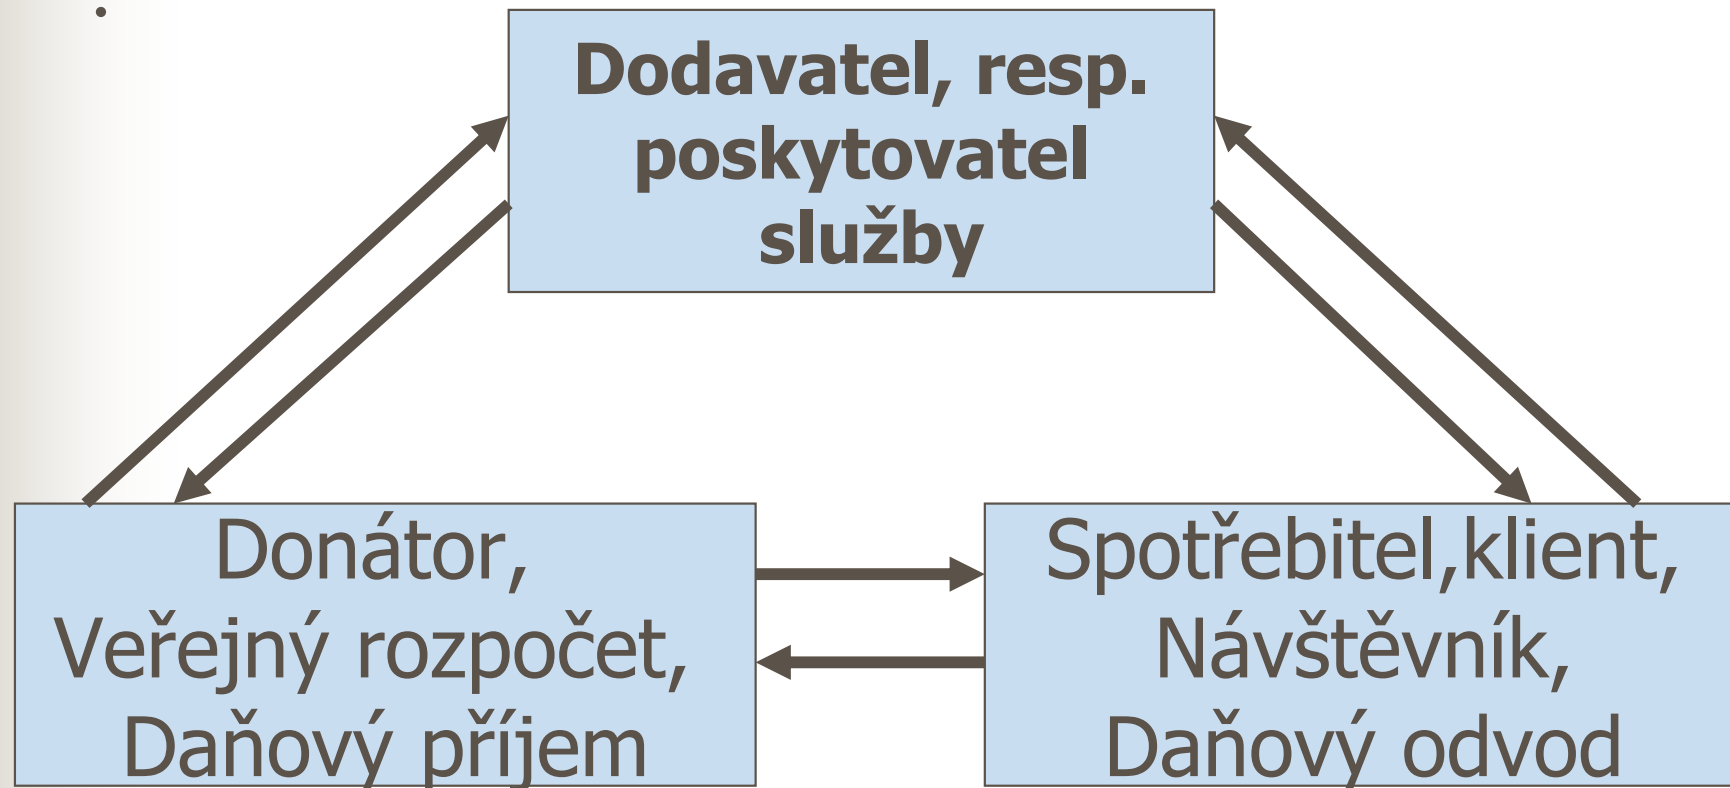 Dodavatel, resp.
poskytovatel
služby
Donátor,
Veřejný rozpočet,
Daňový příjem
Spotřebitel,klient,
Návštěvník,
Daňový odvod